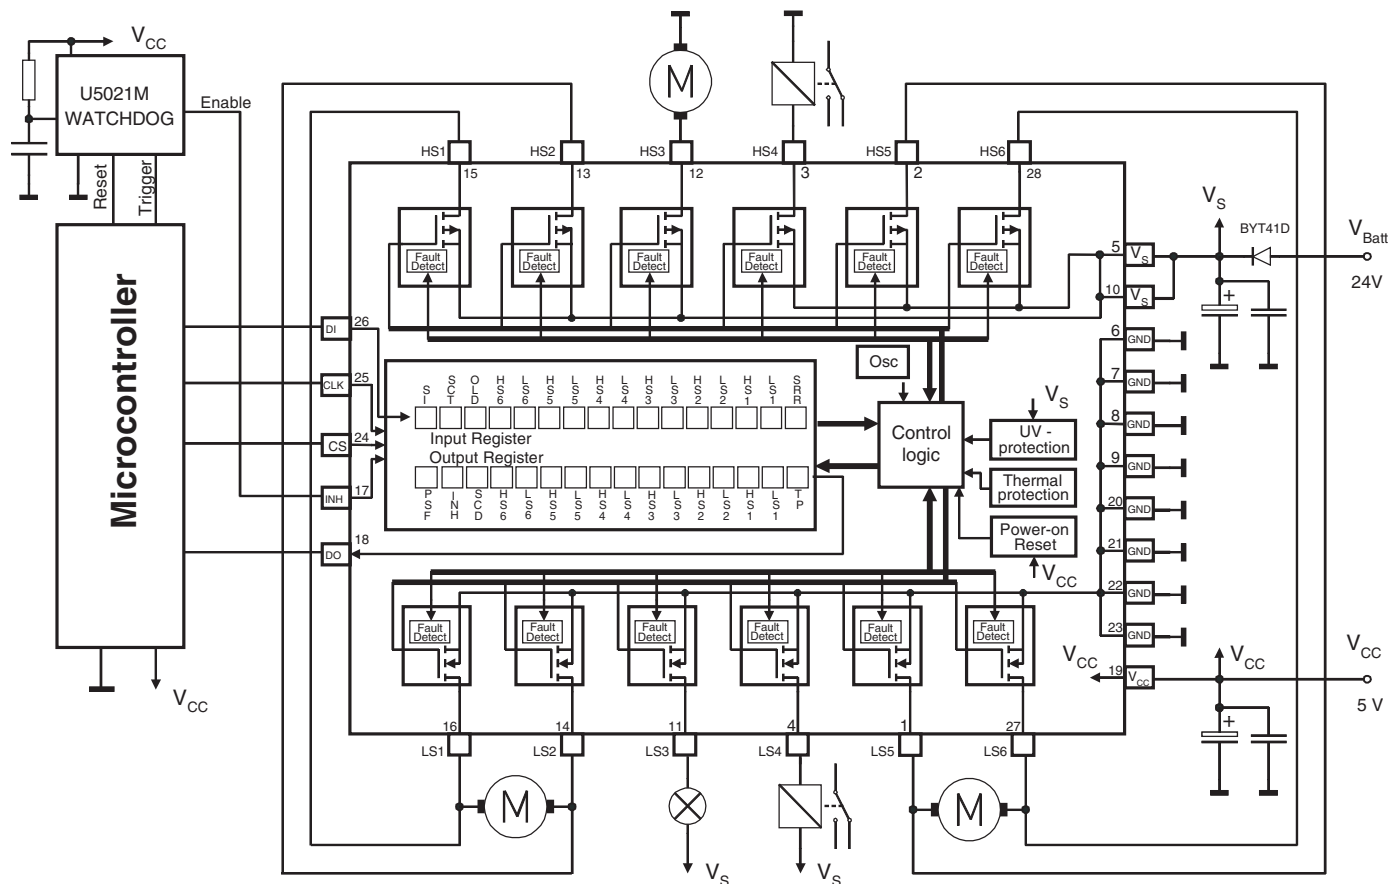 VCC
U5021M
WATCHDOG
Enable
Reset
Trigger
Microcontroller
VCC
M
HS1
HS2
HS3
HS4
HS5
HS6
15
13
12
3
2
28
Fault
Detect
Fault
Detect
Fault
Detect
Fault
Detect
Fault
Detect
Fault
Detect
VS
BYT41D
VBatt
24V
+
5
VS
10
VS
6
GND
7
GND
8
GND
9
GND
20
GND
21
GND
22
GND
23
GND
VCC
19
VCC
VCC
VCC
5 V
+
DI
26
CLK
25
CS
24
INH
17
DO
18
SI
SCT
OLD
HS6
LS6
HS5
LS5
HS4
LS4
HS3
LS3
HS2
LS2
HS1
LS1
SRR
Input Register
Output Register
PSF
INH
SCD
HS6
LS6
HS5
LS5
HS4
LS4
HS3
LS3
HS2
LS2
HS1
LS1
TP
Osc
Control
logic
VS
UV -
protection
Thermal
protection
Power-on
Reset
VCC
Fault
Detect
Fault
Detect
Fault
Detect
Fault
Detect
Fault
Detect
Fault
Detect
16
14
11
4
1
27
LS1
LS2
LS3
LS4
LS5
LS6
M
M
VS
VS